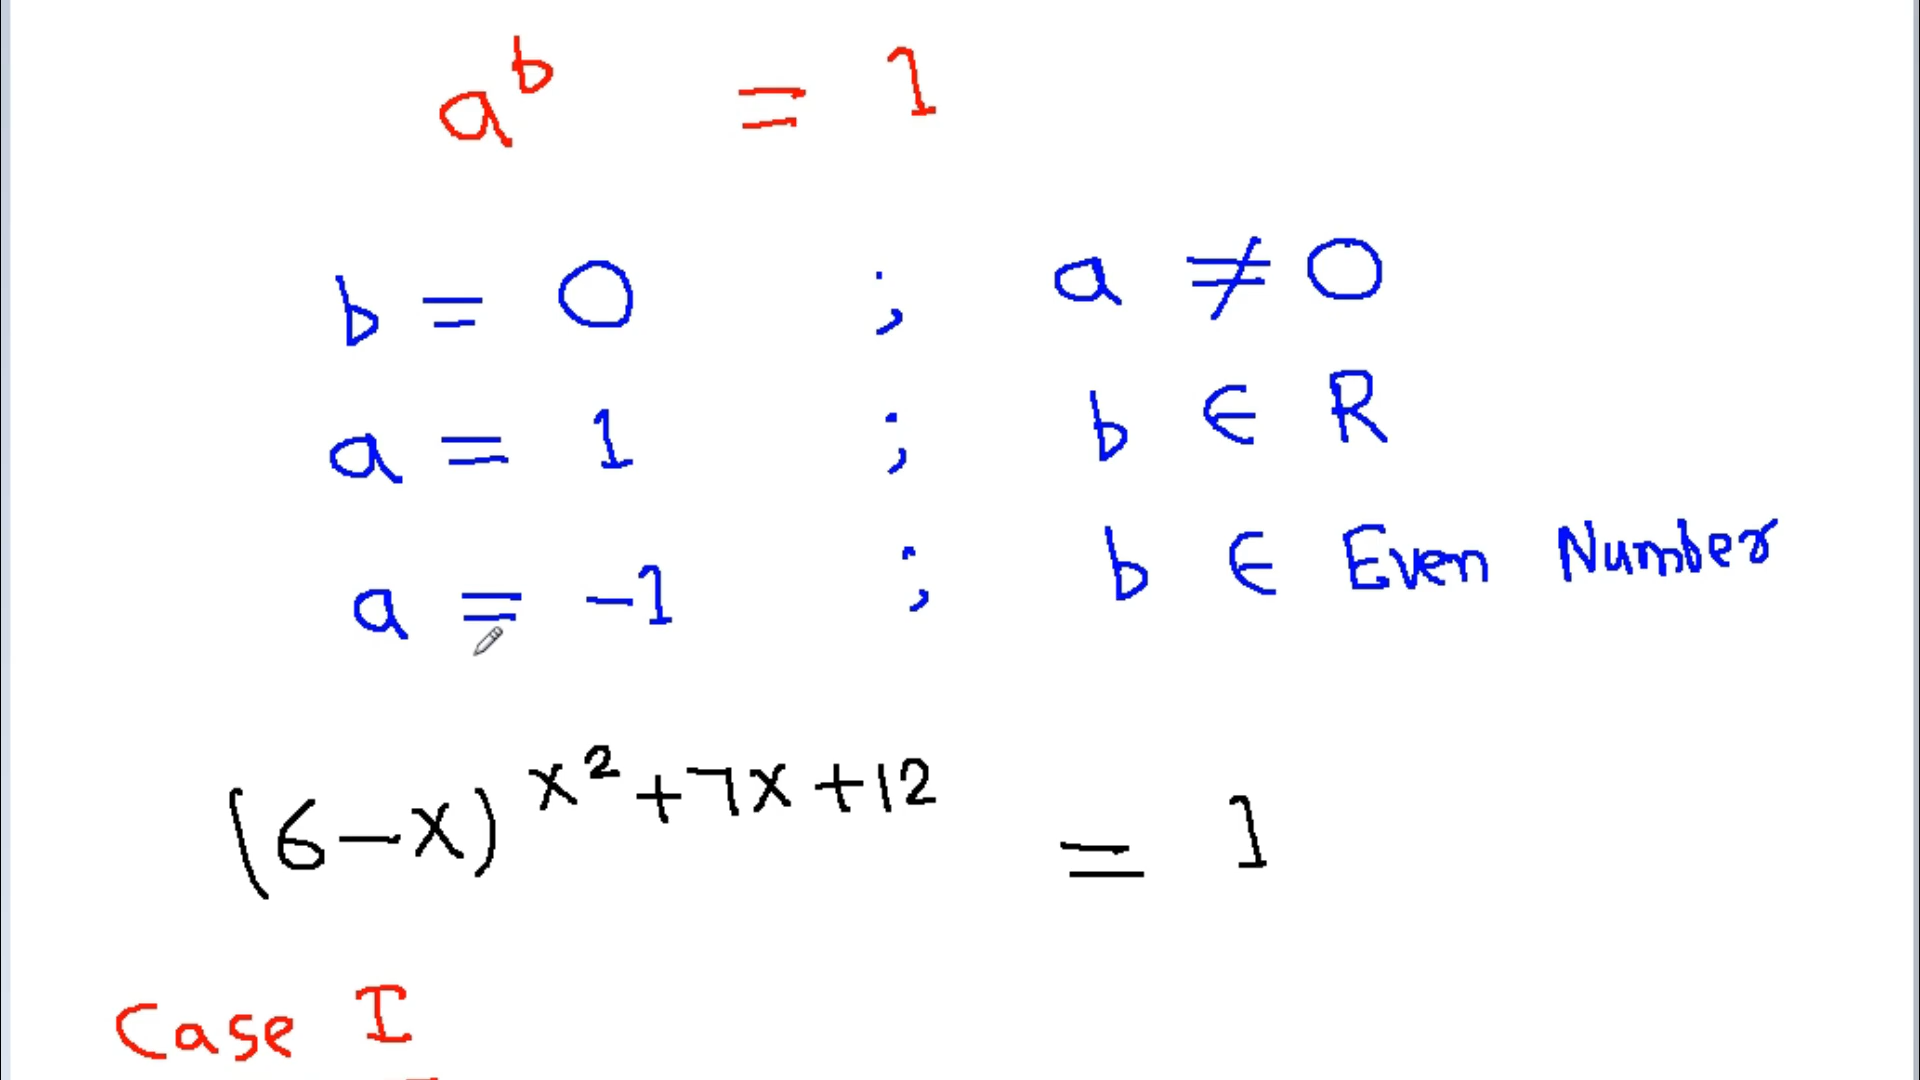 a^b = 1
b = 0 ; a ≠ 0
a = 1 ; b ∈ R
a = -1 ; b ∈ Even Number
(6-x)^x²+7x+12 = 1
Case I